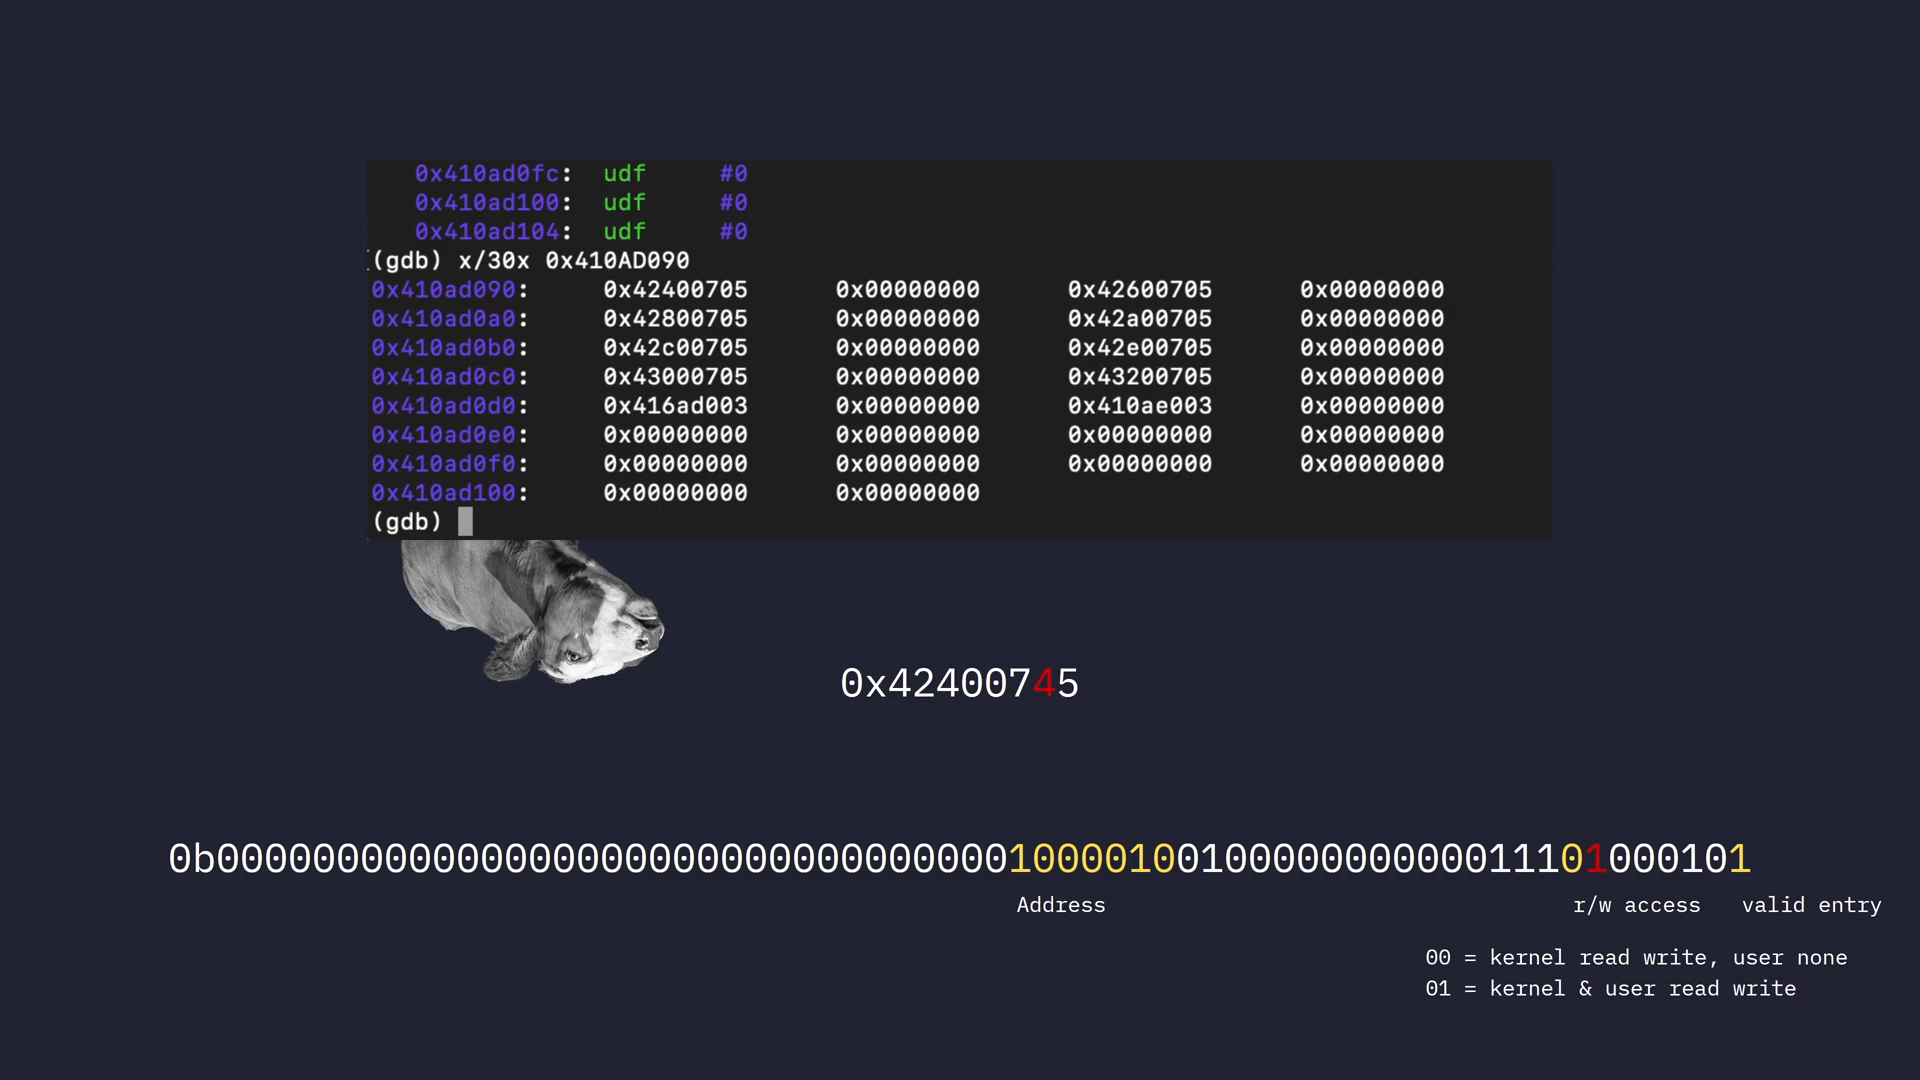 0x410ad0fc: udf #0
0x410ad100: udf #0
0x410ad104: udf #0
(gdb) x/30x 0x410AD090
0x410ad090: 0x42400705 0x00000000 0x42600705 0x00000000
0x410ad0a0: 0x42800705 0x00000000 0x42a00705 0x00000000
0x410ad0b0: 0x42c00705 0x00000000 0x42e00705 0x00000000
0x410ad0c0: 0x43000705 0x00000000 0x43200705 0x00000000
0x410ad0d0: 0x416ad003 0x00000000 0x410ae003 0x00000000
0x410ad0e0: 0x00000000 0x00000000 0x00000000 0x00000000
0x410ad0f0: 0x00000000 0x00000000 0x00000000 0x00000000
0x410ad100: 0x00000000 0x00000000
(gdb)
0x42400745
0b0000000000000000000000000000000001000010010000000000011101000101
Address r/w access valid entry
00 = kernel read write, user none
01 = kernel & user read write